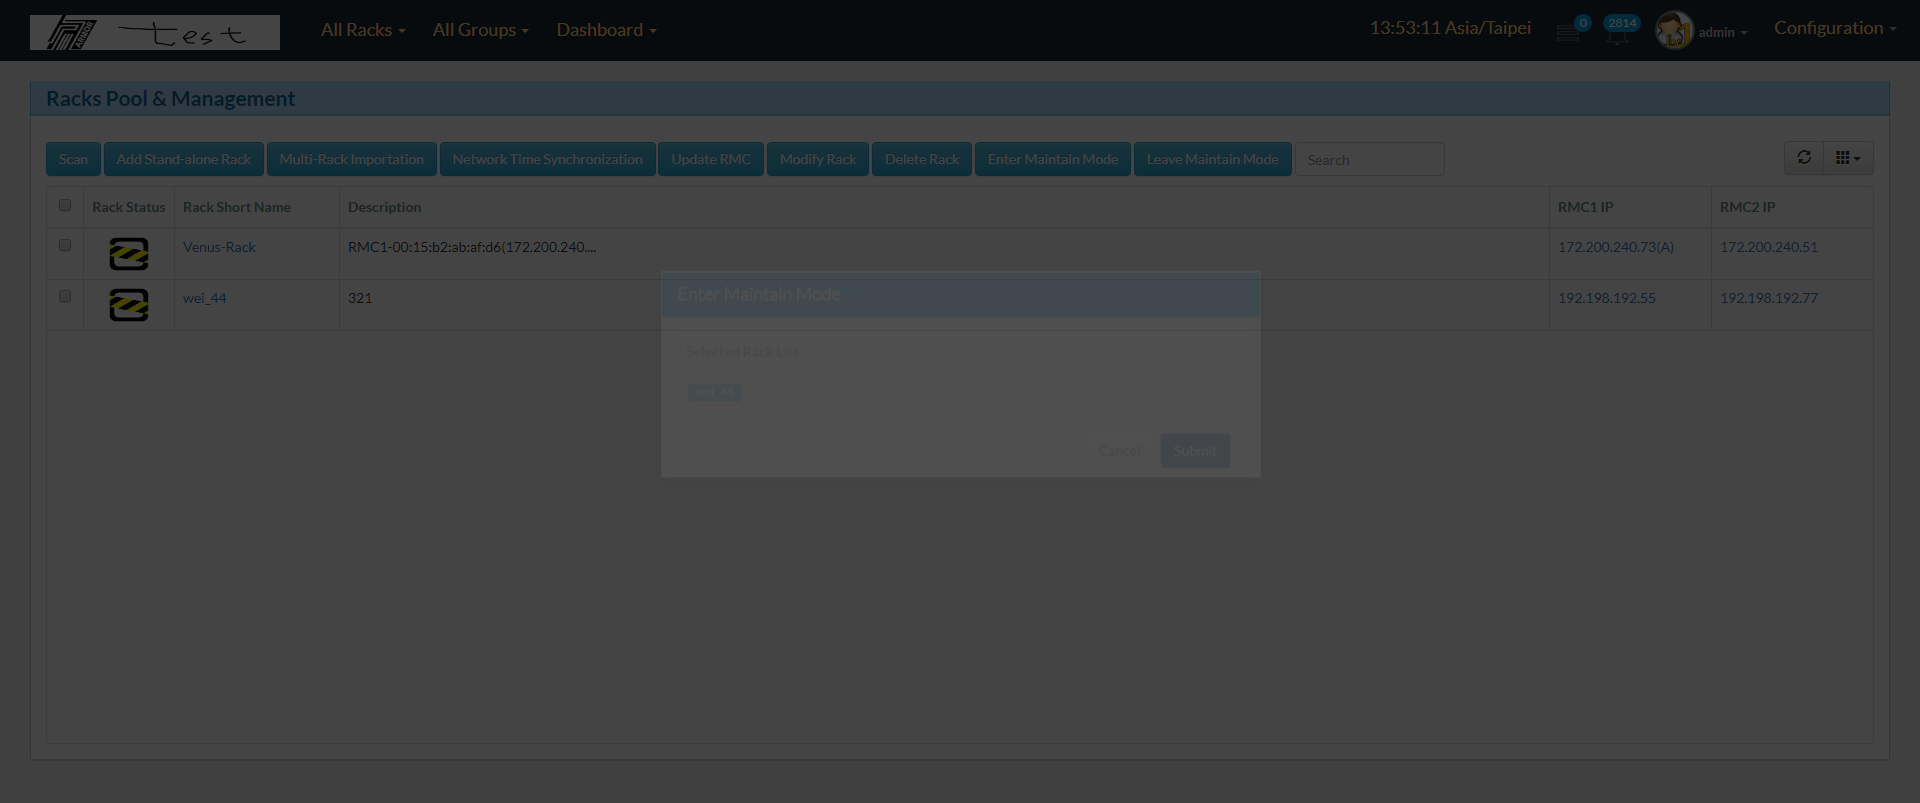 ARMOR test
All Racks All Groups Dashboard 13:53:11 Asia/Taipei 0 2814 admin Configuration
Racks Pool & Management
Scan Add Stand-alone Rack Multi-Rack Importation Network Time Synchronization Update RMC Modify Rack Delete Rack Enter Maintain Mode Leave Maintain Mode Search
Rack Status Rack Short Name Description RMC1 IP RMC2 IP
Venus-Rack RMC1-00:15:b2:ab:af:d6(172.200.240.... 172.200.240.73(A) 172.200.240.51
wei_44 321 192.198.192.55 192.198.192.77
Enter Maintain Mode
Selected Rack List
wei_44
Cancel Submit